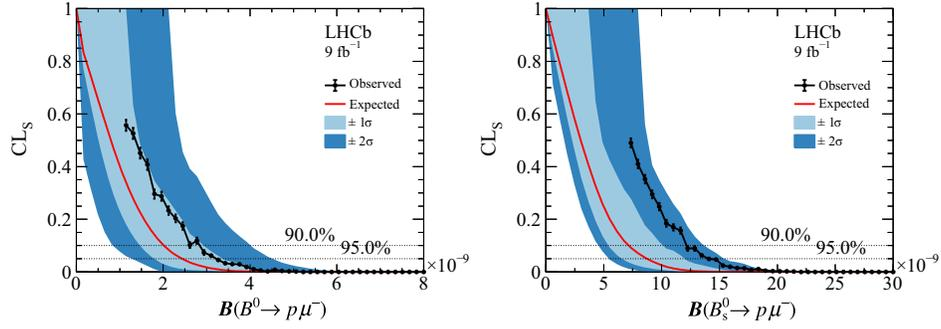 1
0.8
0.6
0.4
0.2
0
CLS
LHCb
9 fb⁻¹
Observed
Expected
± 1σ
± 2σ
90.0%
95.0%
0 2 4 6 8
×10⁻⁹
B(B⁰→ pμ⁻)
1
0.8
0.6
0.4
0.2
0
CLS
LHCb
9 fb⁻¹
Observed
Expected
± 1σ
± 2σ
90.0%
95.0%
0 5 10 15 20 25 30
×10⁻⁹
B(B⁰s→ pμ⁻)